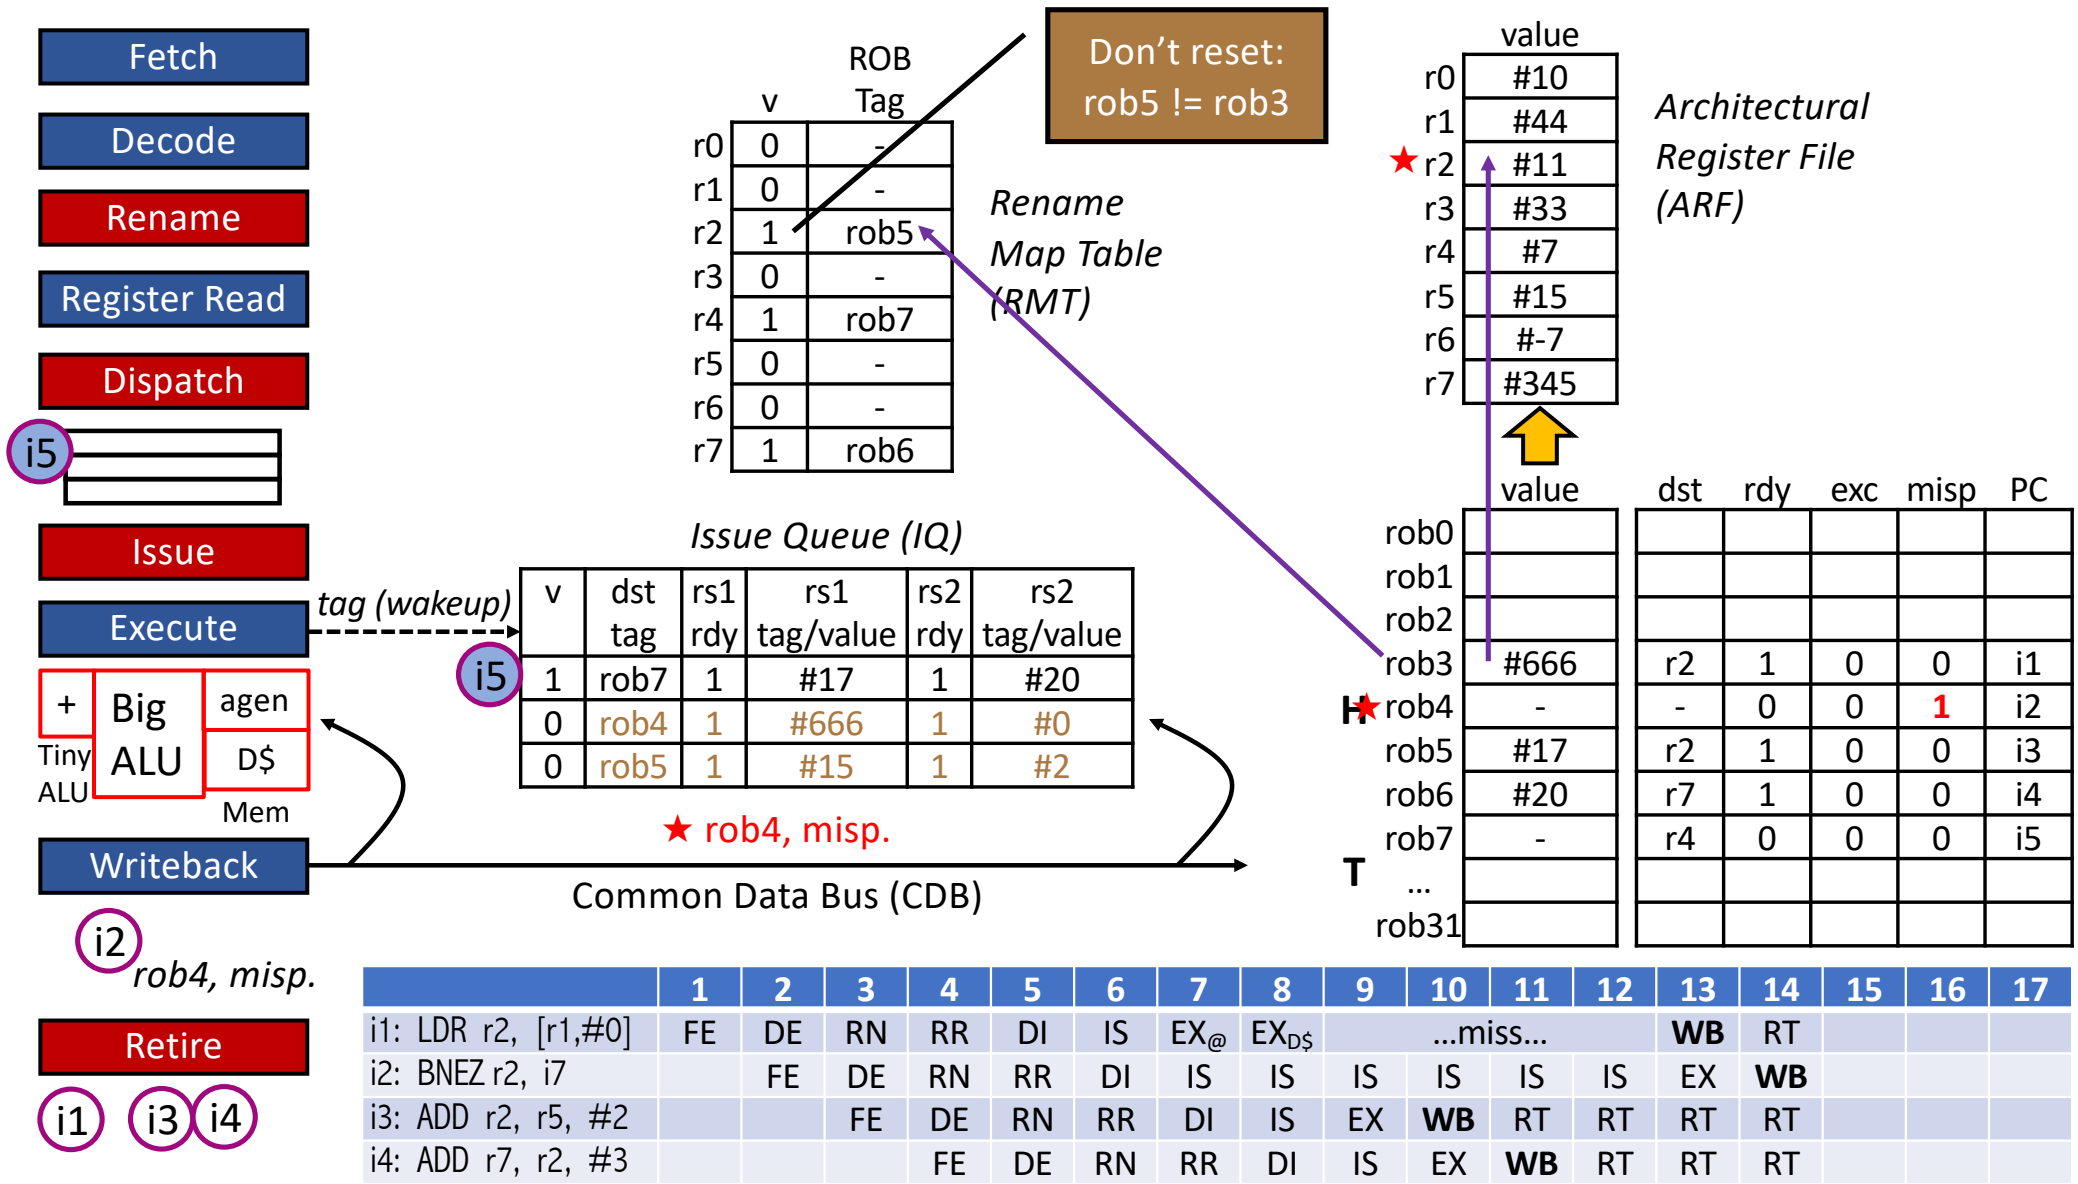 Fetch
Decode
Rename
Register Read
Dispatch
i5
Issue
Execute
tag (wakeup)
+
Big
ALU
agen
D$
Tiny
ALU
Mem
Writeback
i2
rob4, misp.
Retire
i1 i3 i4
ROB
v Tag
r0 0 -
r1 0 -
r2 1 rob5
r3 0 -
r4 1 rob7
r5 0 -
r6 0 -
r7 1 rob6
Rename
Map Table
(RMT)
Don't reset:
rob5 != rob3
value
r0 #10
r1 #44
★ r2 #11
r3 #33
r4 #7
r5 #15
r6 #-7
r7 #345
Architectural
Register File
(ARF)
Issue Queue (IQ)
v dst rs1 rs1 rs2 rs2
tag rdy tag/value rdy tag/value
i5 1 rob7 1 #17 1 #20
0 rob4 1 #666 1 #0
0 rob5 1 #15 1 #2
★ rob4, misp.
Common Data Bus (CDB)
value dst rdy exc misp PC
rob0
rob1
rob2
rob3 #666 r2 1 0 0 i1
H★ rob4 - - 0 0 1 i2
rob5 #17 r2 1 0 0 i3
rob6 #20 r7 1 0 0 i4
rob7 - r4 0 0 0 i5
T ...
rob31
1 2 3 4 5 6 7 8 9 10 11 12 13 14 15 16 17
i1: LDR r2, [r1,#0] FE DE RN RR DI IS EX@ EXD$ ...miss... WB RT
i2: BNEZ r2, i7 FE DE RN RR DI IS IS IS IS IS IS EX WB
i3: ADD r2, r5, #2 FE DE RN RR DI IS EX WB RT RT RT RT
i4: ADD r7, r2, #3 FE DE RN RR DI IS EX WB RT RT RT